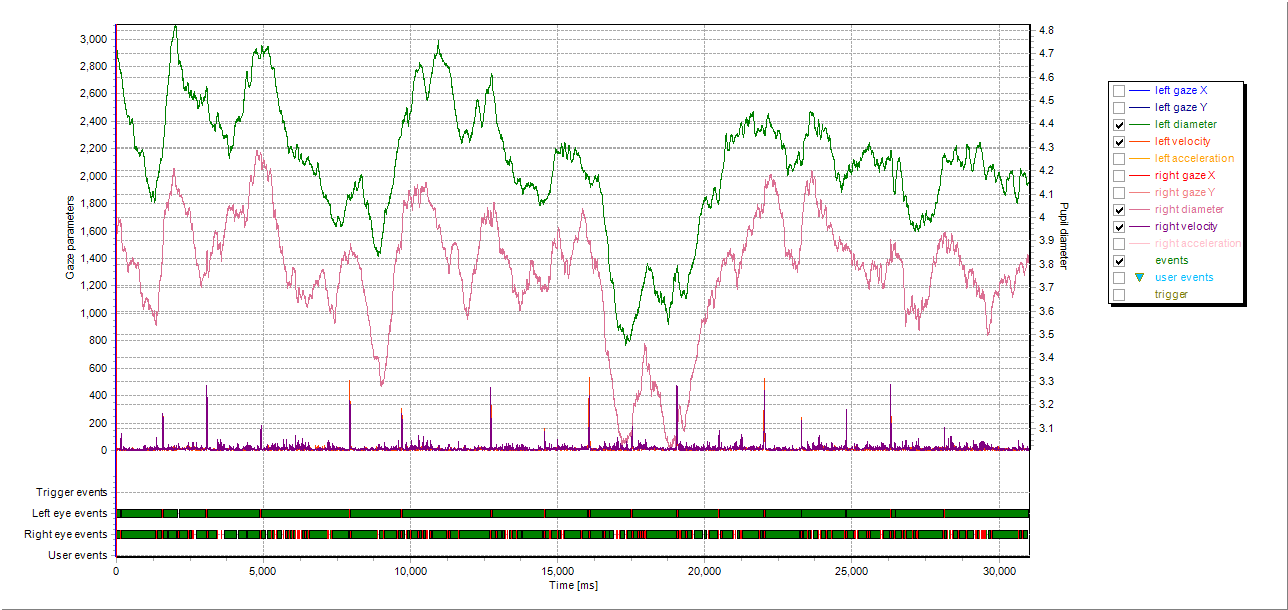 3,000
2,800
2,600
2,400
2,200
2,000
1,800
1,600
1,400
1,200
1,000
800
600
400
200
0
Gaze parameters
4.8
4.7
4.6
4.5
4.4
4.3
4.2
4.1
4
3.9
3.8
3.7
3.6
3.5
3.4
3.3
3.2
3.1
Pupil diameter
left gaze X
left gaze Y
left diameter
left velocity
left acceleration
right gaze X
right gaze Y
right diameter
right velocity
right acceleration
events
user events
trigger
Trigger events
Left eye events
Right eye events
User events
0 5,000 10,000 15,000 20,000 25,000 30,000
Time [ms]